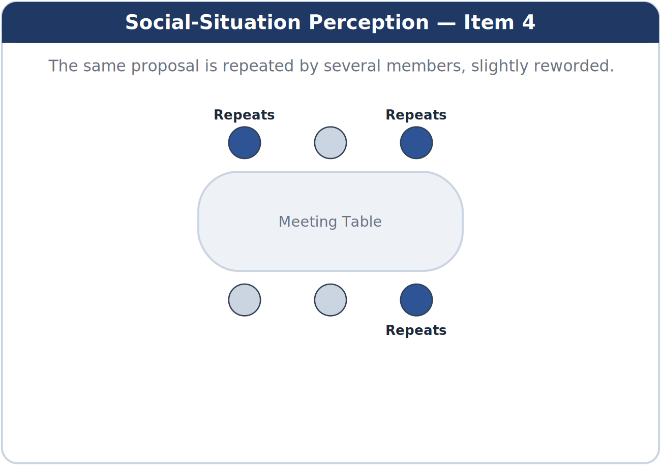 Social-Situation Perception — Item 4
The same proposal is repeated by several members, slightly reworded.
Repeats Repeats
Meeting Table
Repeats